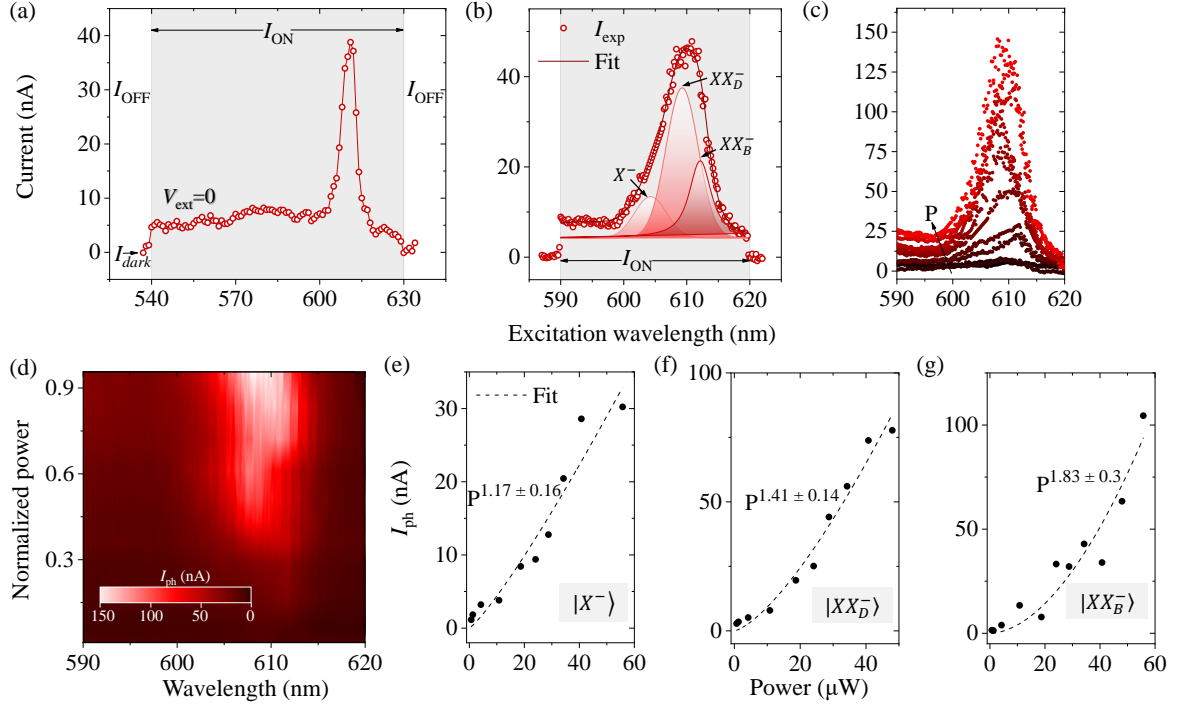 (a)
Current (nA)
40
30
20
10
0
I_ON
I_OFF
I_OFF
V_ext=0
I_dark
540
570
600
630
(b)
40
20
0
I_exp
Fit
XX_D^-
XX_B^-
X^-
I_ON
590
600
610
620
Excitation wavelength (nm)
(c)
150
125
100
75
50
25
0
P
590
600
610
620
(d)
Normalized power
0.9
0.6
0.3
I_ph (nA)
150
100
50
0
590
600
610
620
Wavelength (nm)
(e)
I_ph (nA)
30
20
10
0
Fit
P^1.17 ± 0.16
|X^-⟩
0
20
40
60
(f)
100
50
0
P^1.41 ± 0.14
|XX_D^-⟩
0
20
40
Power (μW)
(g)
100
50
0
P^1.83 ± 0.3
|XX_B^-⟩
0
20
40
60